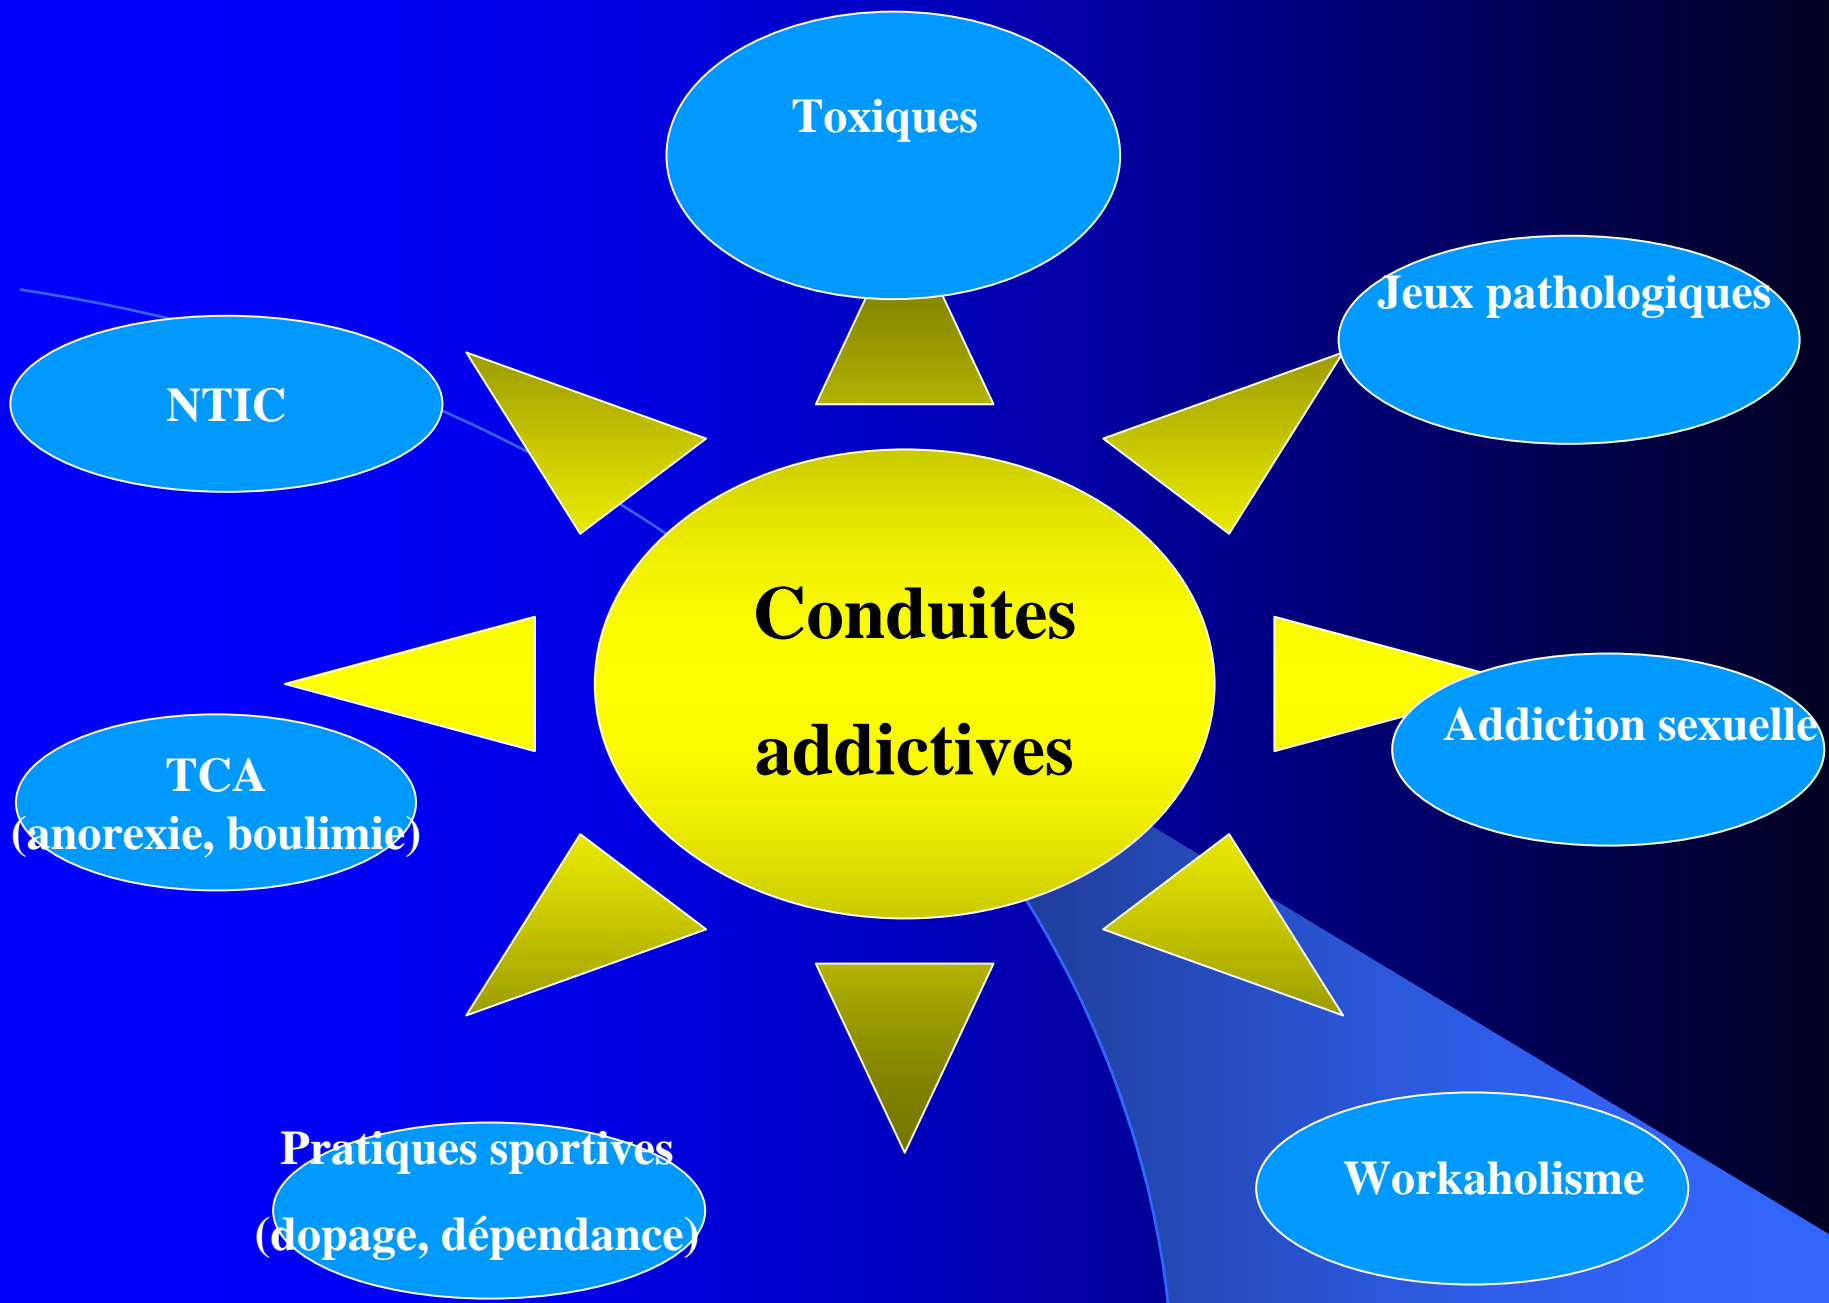 Toxiques
Jeux pathologiques
NTIC
Conduites
addictives
Addiction sexuelle
TCA
(anorexie, boulimie)
Pratiques sportives
(dopage, dépendance)
Workaholisme